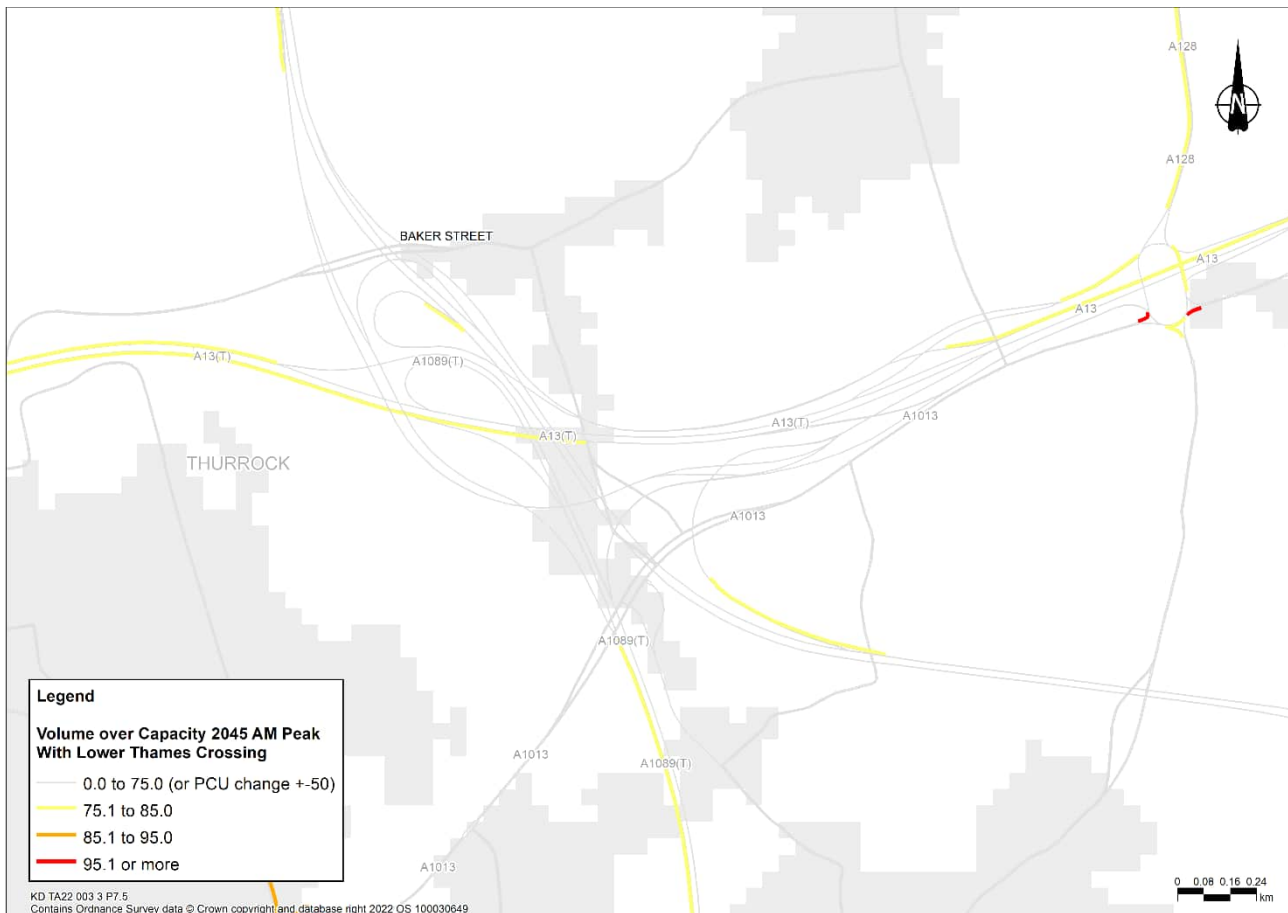 A128
N
A128
BAKER STREET
A13
A13
A13(T)
A1089(T)
A1013
A13(T)
A13(T)
THURROCK
A1013
A1089(T)
A1013
A1089(T)
A1013
Legend
Volume over Capacity 2045 AM Peak
With Lower Thames Crossing
0.0 to 75.0 (or PCU change +-50)
75.1 to 85.0
85.1 to 95.0
95.1 or more
KD TA22 003 3 P7.5
Contains Ordnance Survey data © Crown copyright and database right 2022 OS 100030649
0 0.08 0.16 0.24
km